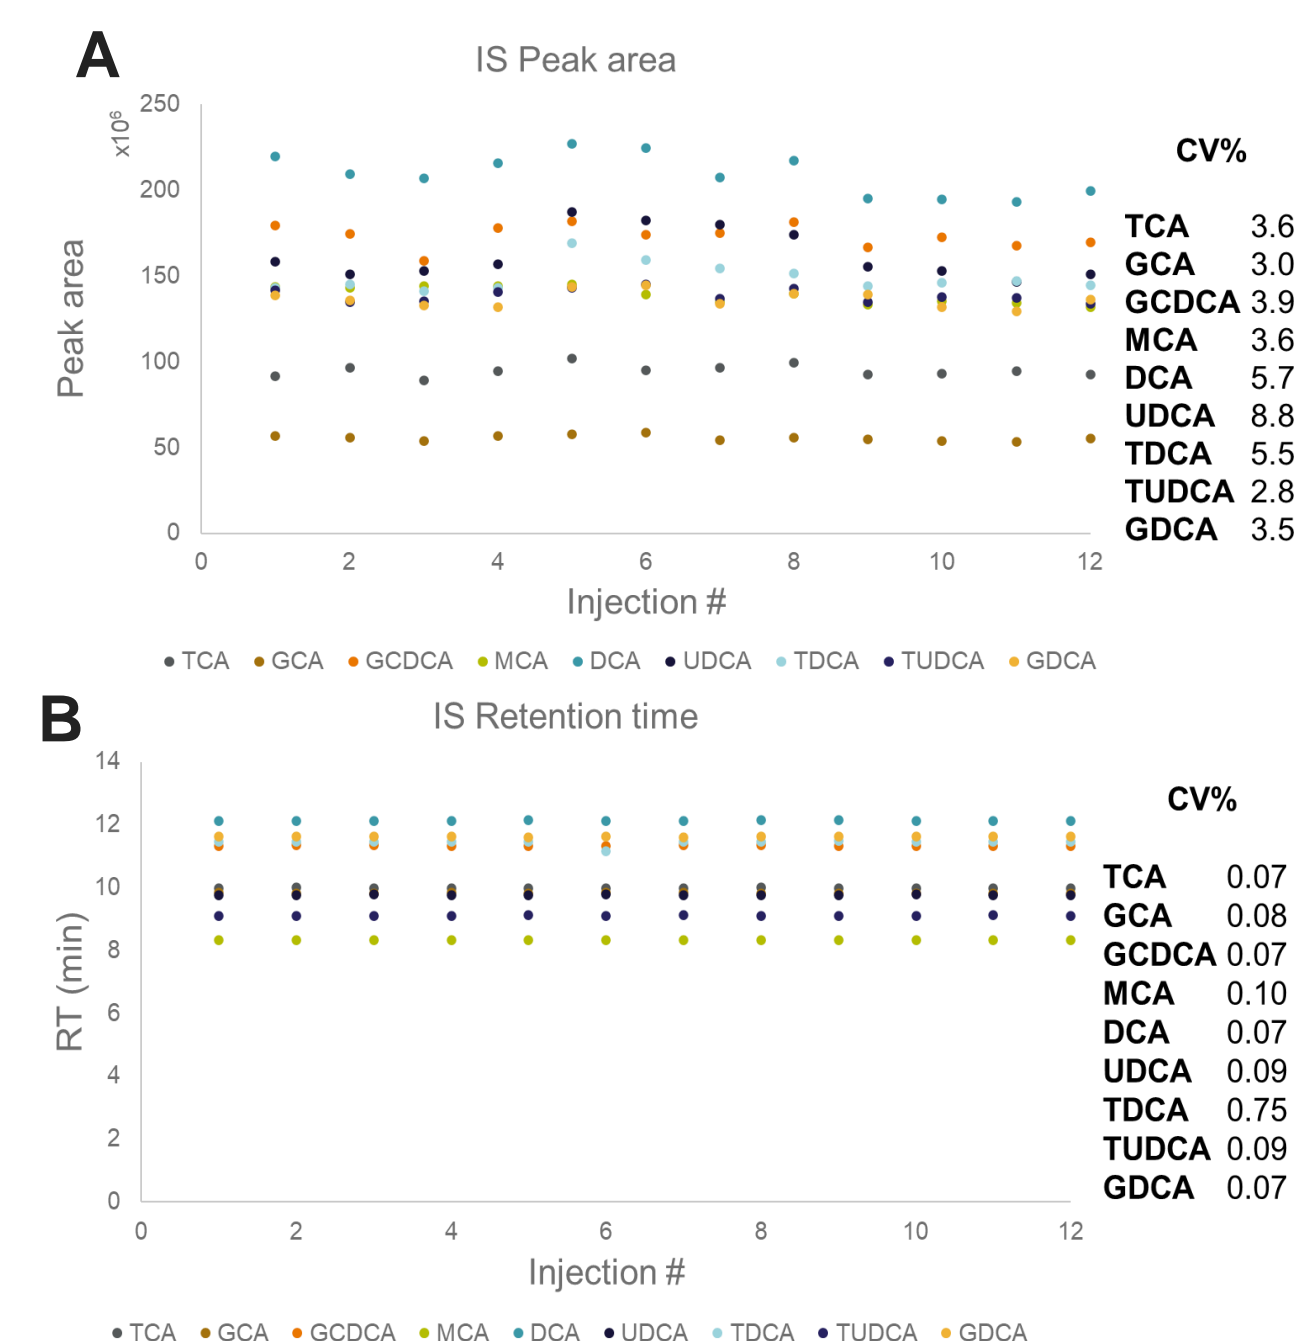 A
IS Peak area
x10⁶
250
200
150
100
50
0
Peak area
0 2 4 6 8 10 12
Injection #
CV%
TCA 3.6
GCA 3.0
GCDCA 3.9
MCA 3.6
DCA 5.7
UDCA 8.8
TDCA 5.5
TUDCA 2.8
GDCA 3.5
TCA GCA GCDCA MCA DCA UDCA TDCA TUDCA GDCA
B
IS Retention time
14
12
10
8
6
4
2
0
RT (min)
0 2 4 6 8 10 12
Injection #
CV%
TCA 0.07
GCA 0.08
GCDCA 0.07
MCA 0.10
DCA 0.07
UDCA 0.09
TDCA 0.75
TUDCA 0.09
GDCA 0.07
TCA GCA GCDCA MCA DCA UDCA TDCA TUDCA GDCA